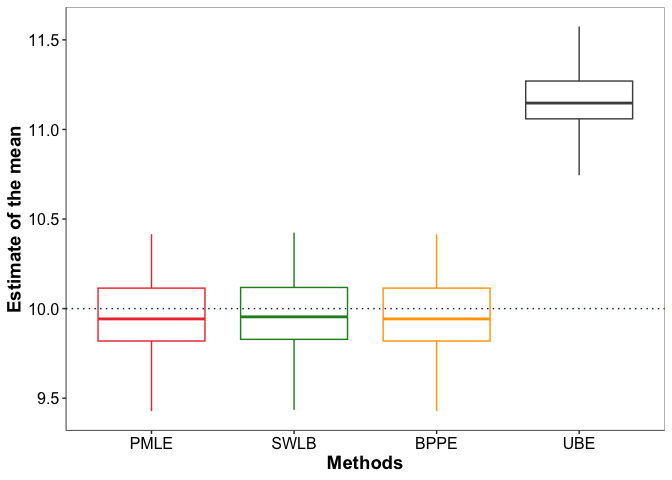 Estimate of the mean
11.5
11.0
10.5
10.0
9.5
PMLE SWLB BPPE UBE
Methods